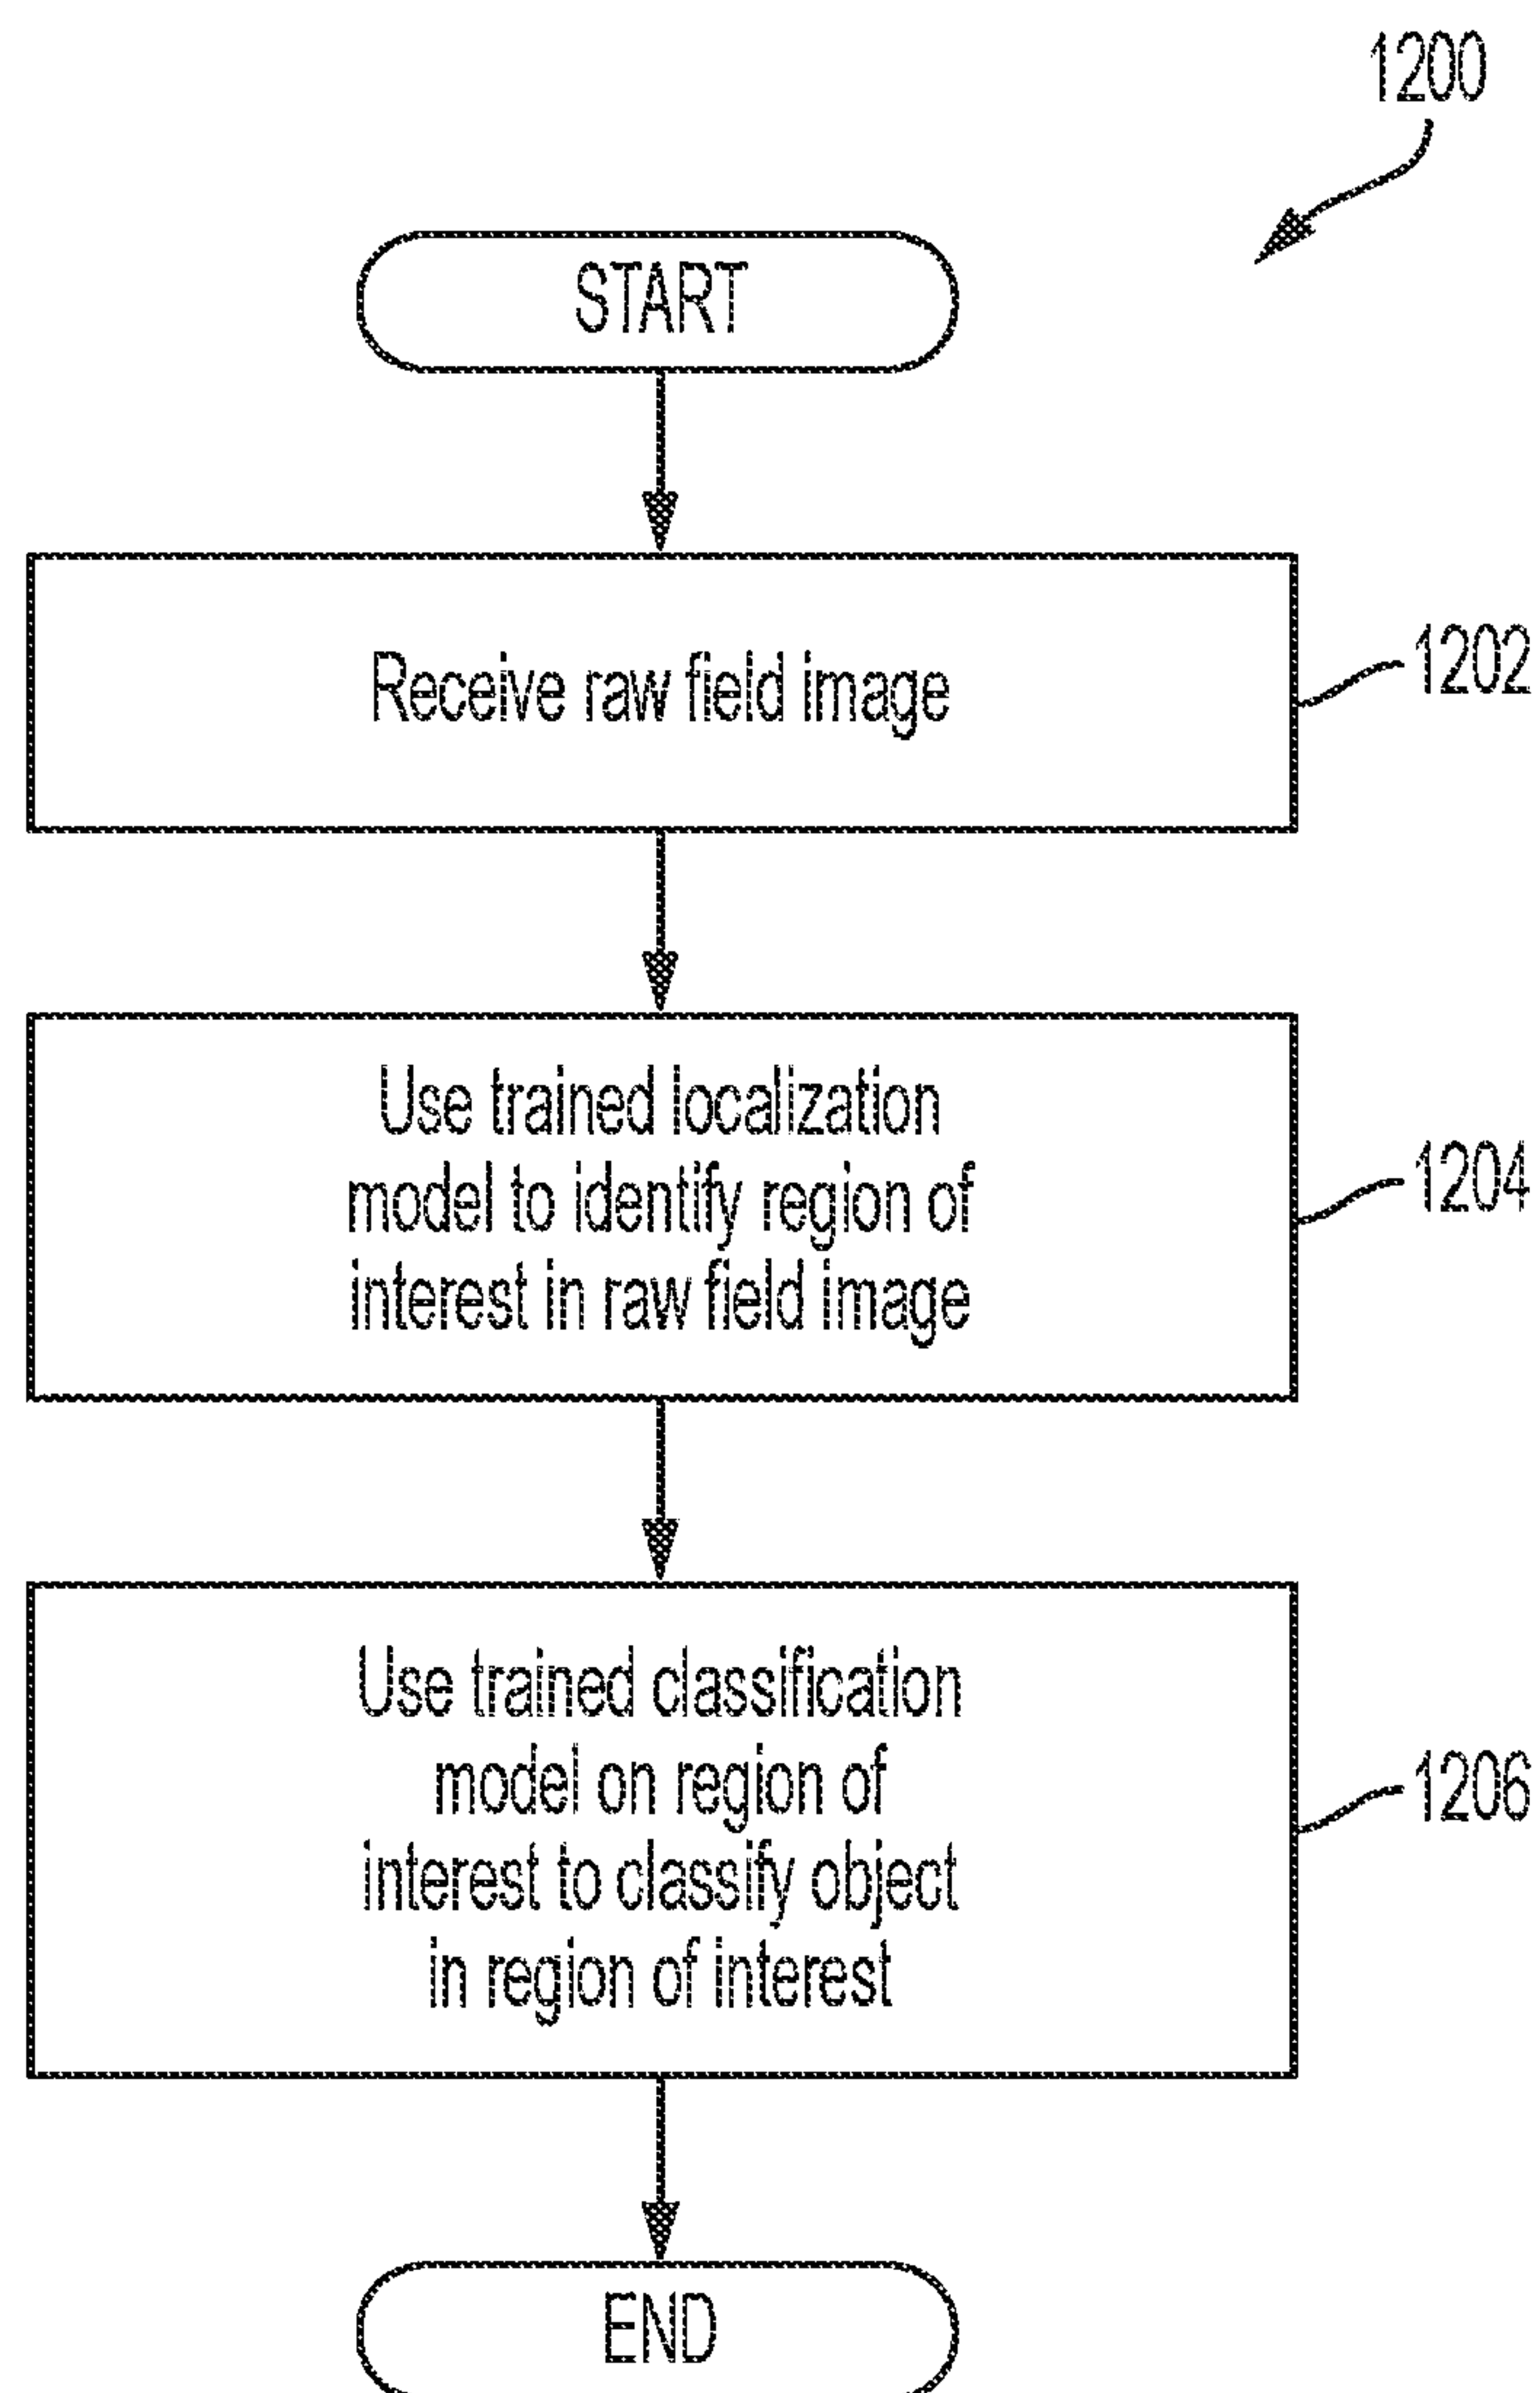 1200
START
Receive raw field image
1202
Use trained localization
model to identify region of
interest in raw field image
1204
Use trained classification
model on region of
interest to classify object
in region of interest
1206
END